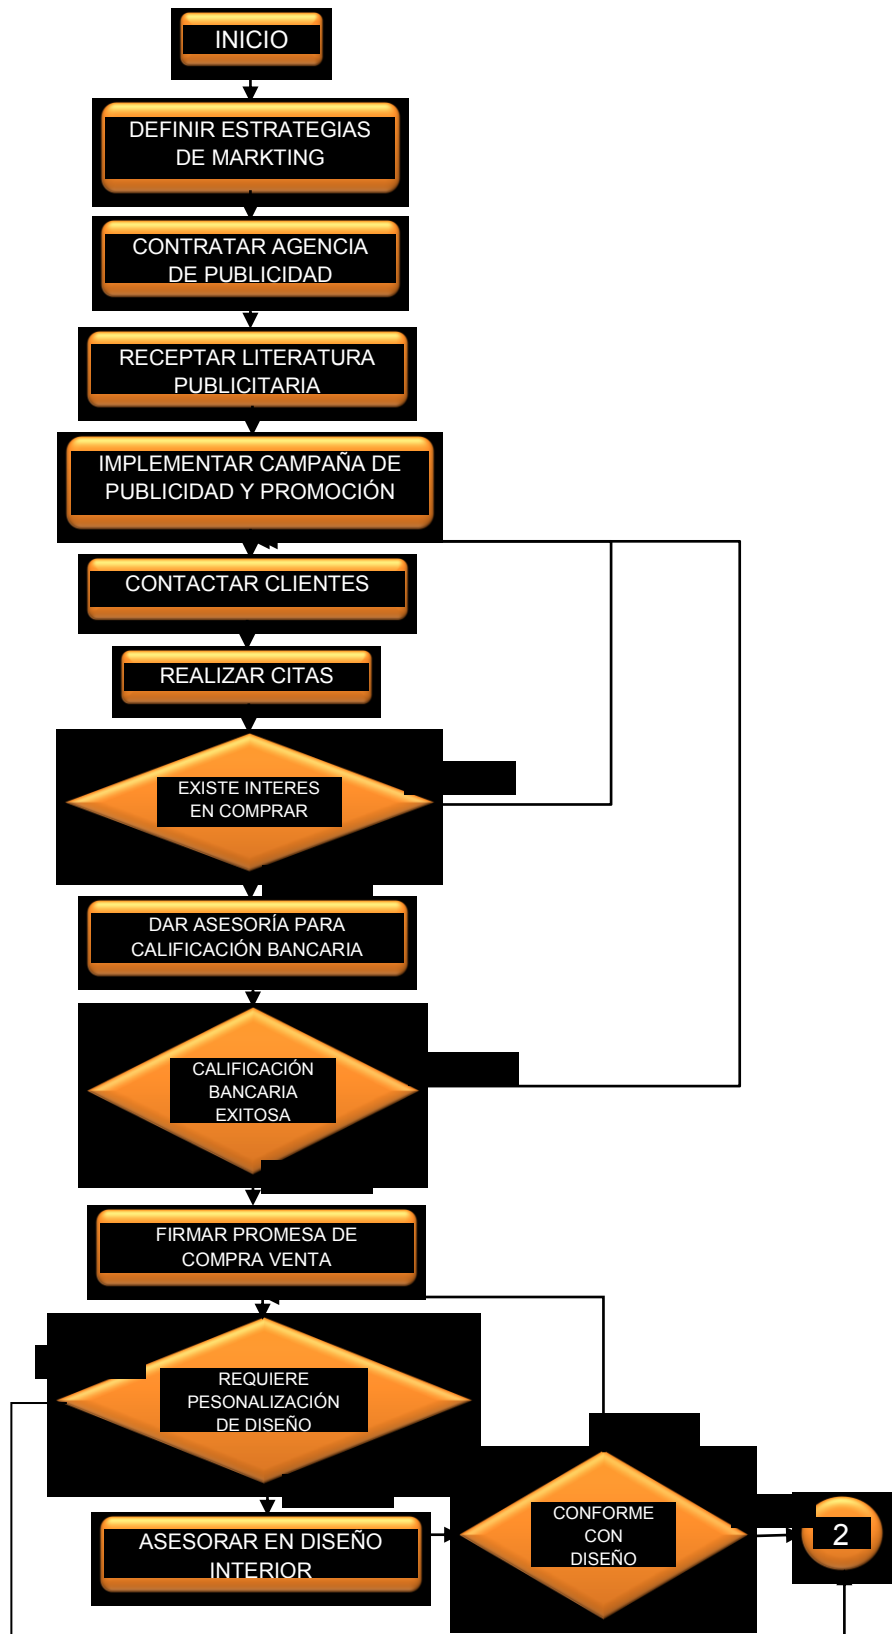 INICIO
DEFINIR ESTRATEGIAS
DE MARKTING
CONTRATAR AGENCIA
DE PUBLICIDAD
RECEPTAR LITERATURA
PUBLICITARIA
IMPLEMENTAR CAMPAÑA DE
PUBLICIDAD Y PROMOCIÓN
CONTACTAR CLIENTES
REALIZAR CITAS
EXISTE INTERES
EN COMPRAR
DAR ASESORÍA PARA
CALIFICACIÓN BANCARIA
CALIFICACIÓN
BANCARIA
EXITOSA
FIRMAR PROMESA DE
COMPRA VENTA
REQUIERE
PESONALIZACIÓN
DE DISEÑO
ASESORAR EN DISEÑO
INTERIOR
CONFORME
CON
DISEÑO
2